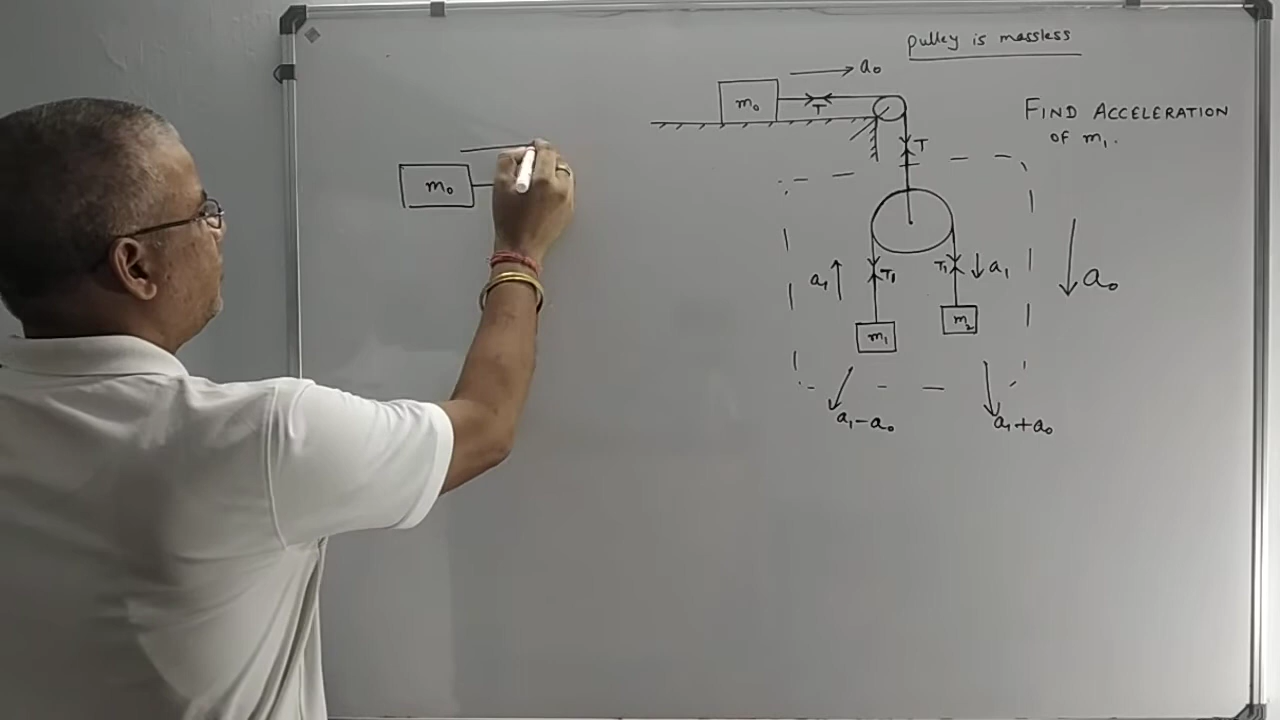 pulley is massless
a₀
m₀
T
FIND ACCELERATION
OF m₁.
T
m₀
a₁
T₁
T₁
a₁
a₀
m₁
m₂
a₁-a₀
a₁+a₀